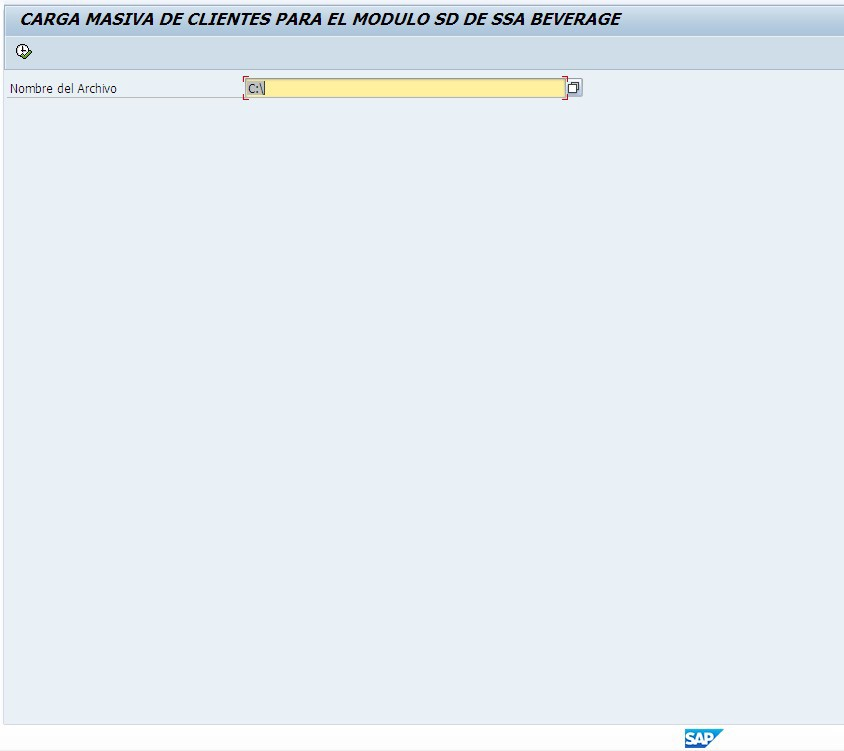 CARGA MASIVA DE CLIENTES PARA EL MODULO SD DE SSA BEVERAGE
Nombre del Archivo
C:\
SAP